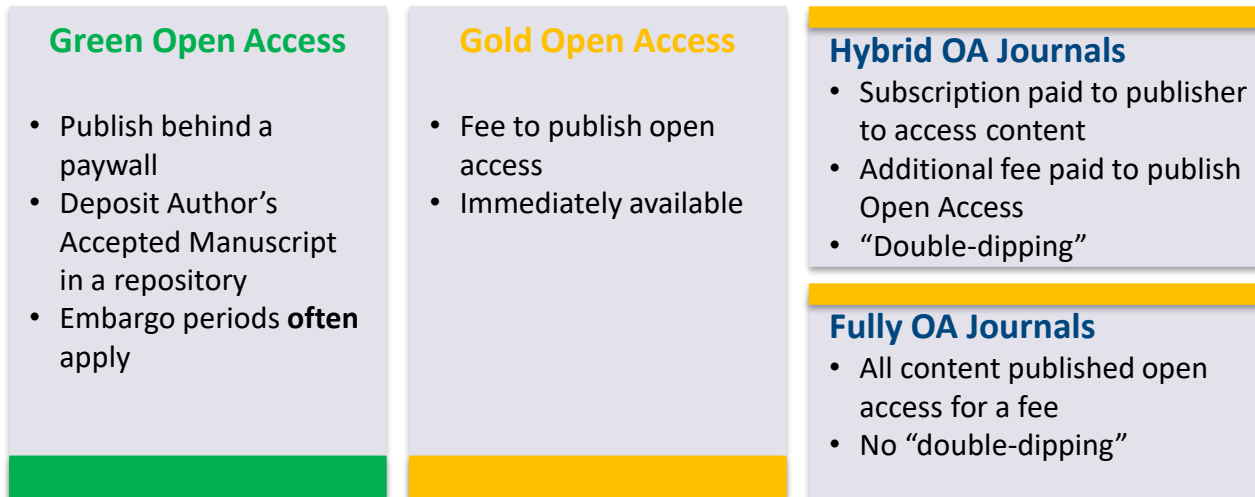 Green Open Access
• Publish behind a
paywall
• Deposit Author’s
Accepted Manuscript
in a repository
• Embargo periods often
apply
Gold Open Access
• Fee to publish open
access
• Immediately available
Hybrid OA Journals
• Subscription paid to publisher
to access content
• Additional fee paid to publish
Open Access
• “Double-dipping”
Fully OA Journals
• All content published open
access for a fee
• No “double-dipping”